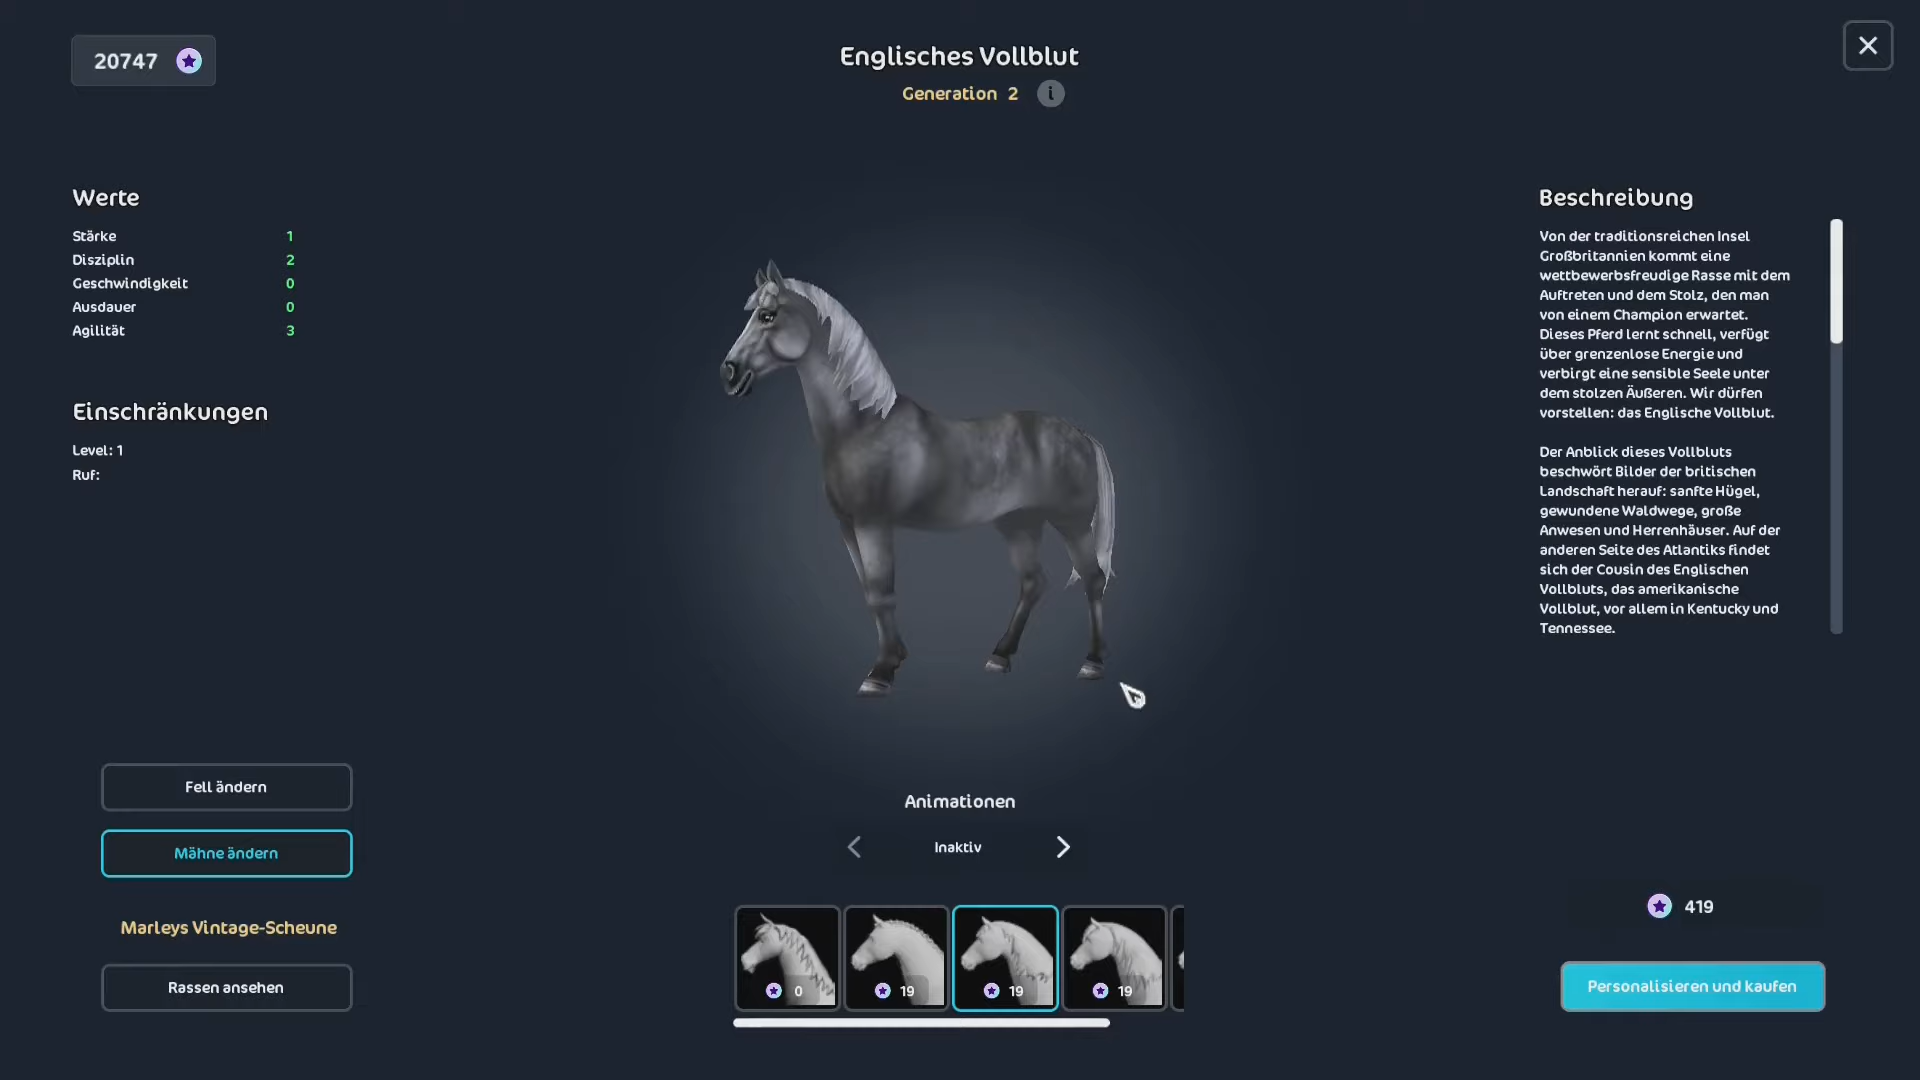 20747
Englisches Vollblut
Generation 2
i
Werte
Stärke 1
Disziplin 2
Geschwindigkeit 0
Ausdauer 0
Agilität 3
Einschränkungen
Level: 1
Ruf:
Beschreibung
Von der traditionsreichen Insel
Großbritannien kommt eine
wettbewerbsfreudige Rasse mit dem
Auftreten und dem Stolz, den man
von einem Champion erwartet.
Dieses Pferd lernt schnell, verfügt
über grenzenlose Energie und
verbirgt eine sensible Seele unter
dem stolzen Äußeren. Wir dürfen
vorstellen: das Englische Vollblut.
Der Anblick dieses Vollbluts
beschwört Bilder der britischen
Landschaft herauf: sanfte Hügel,
gewundene Waldwege, große
Anwesen und Herrenhäuser. Auf der
anderen Seite des Atlantiks findet
sich der Cousin des Englischen
Vollbluts, das amerikanische
Vollblut, vor allem in Kentucky und
Tennessee.
Fell ändern
Mähne ändern
Marleys Vintage-Scheune
Rassen ansehen
Animationen
Inaktiv
0
19
19
19
419
Personalisieren und kaufen